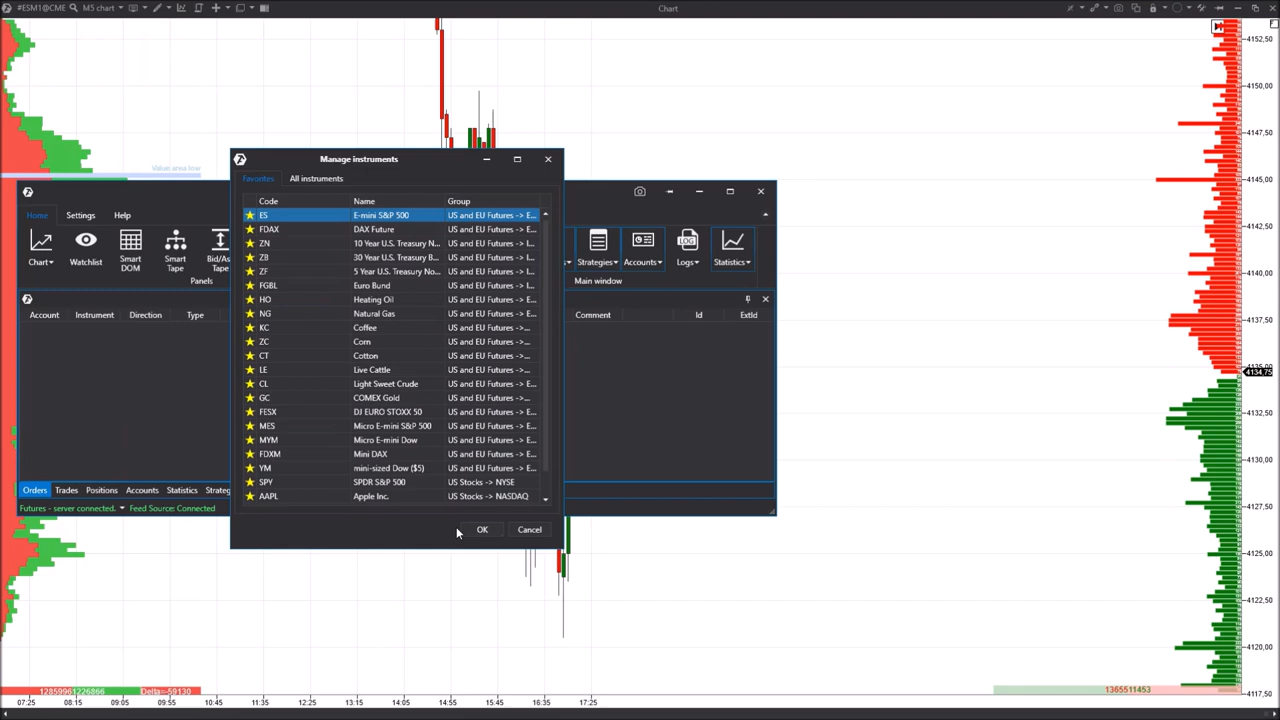 #ESM1@CME M5 chart Chart
4152,50
4150,00
4147,50
4145,00
4142,50
4140,00
4137,50
4135,00
4134,75
4132,50
4130,00
4127,50
4125,00
4122,50
4120,00
4117,50
Value area low
Manage instruments
Favorites All instruments
Code Name Group
ES E-mini S&P 500 US and EU Futures -> E...
FDAX DAX Future US and EU Futures -> E...
ZN 10 Year U.S. Treasury N... US and EU Futures -> I...
ZB 30 Year U.S. Treasury B... US and EU Futures -> I...
ZF 5 Year U.S. Treasury No... US and EU Futures -> I...
FGBL Euro Bund US and EU Futures -> I...
HO Heating Oil US and EU Futures -> E...
NG Natural Gas US and EU Futures -> E...
KC Coffee US and EU Futures ->...
ZC Corn US and EU Futures ->...
CT Cotton US and EU Futures ->...
LE Live Cattle US and EU Futures ->...
CL Light Sweet Crude US and EU Futures -> E...
GC COMEX Gold US and EU Futures ->...
FESX DJ EURO STOXX 50 US and EU Futures -> E...
MES Micro E-mini S&P 500 US and EU Futures -> E...
MYM Micro E-mini Dow US and EU Futures -> E...
FDXM Mini DAX US and EU Futures -> E...
YM mini-sized Dow ($5) US and EU Futures -> E...
SPY SPDR S&P 500 US Stocks -> NYSE
AAPL Apple Inc. US Stocks -> NASDAQ
OK Cancel
Home Settings Help
Chart Watchlist Smart DOM Smart Tape Bid/As Tape
Panels
Strategies Accounts LOG Logs Statistics
Main window
Account Instrument Direction Type Comment Id ExtId
Orders Trades Positions Accounts Statistics Strateg
Futures - server connected. Feed Source: Connected
12859961226866 Delta=-59130 1365511453
07:25 08:15 09:05 09:55 10:45 11:35 12:25 13:15 14:05 14:55 15:45 16:35 17:25